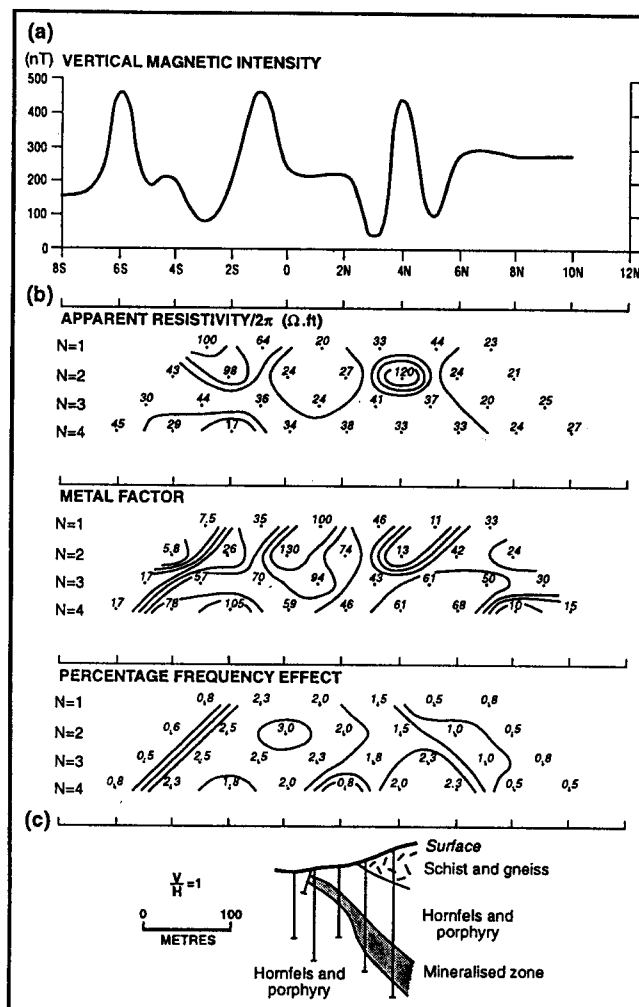 (a)
(nT) VERTICAL MAGNETIC INTENSITY
500
400
300
200
100
0
8S 6S 4S 2S 0 2N 4N 6N 8N 10N 12N
(b)
APPARENT RESISTIVITY/2π (Ω.ft)
N=1 100 64 20 33 44 23
N=2 43 98 24 27 120 24 21
N=3 30 44 36 24 41 37 20 25
N=4 45 29 17 34 38 33 33 24 27
METAL FACTOR
N=1 7.5 35 100 46 11 33
N=2 5.8 26 130 74 13 42 24
N=3 17 57 70 94 43 61 50 30
N=4 17 78 105 59 46 61 68 10 15
PERCENTAGE FREQUENCY EFFECT
N=1 0.8 2.3 2.0 1.5 0.5 0.8
N=2 0.6 2.5 3.0 2.0 1.5 1.0 0.5
N=3 0.5 2.5 2.5 2.3 1.8 2.3 1.0 0.8
N=4 0.8 2.3 1.8 2.0 0.8 2.0 2.3 0.5 0.5
(c)
Surface
Schist and gneiss
V/H =1
0 100
METRES
Hornfels and
porphyry
Hornfels and
porphyry
Mineralised zone